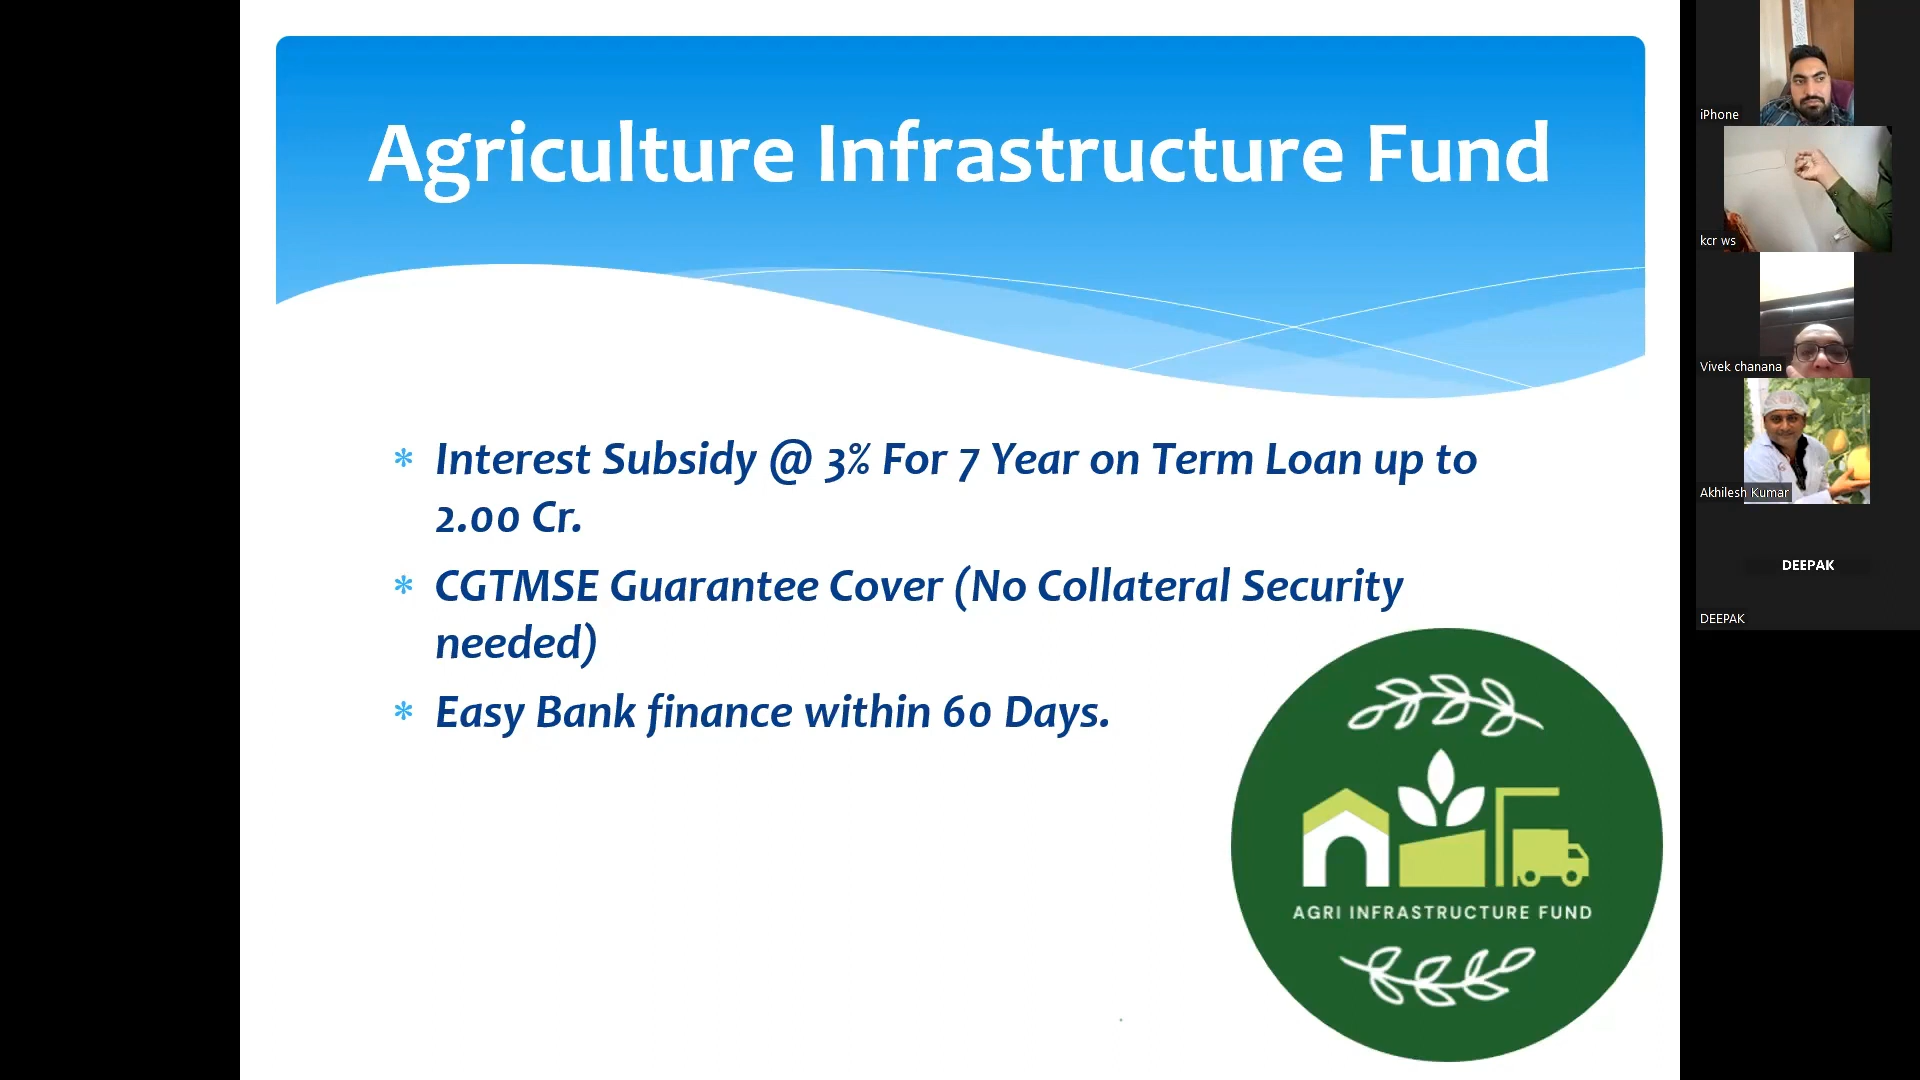 Agriculture Infrastructure Fund
* Interest Subsidy @ 3% For 7 Year on Term Loan up to
2.00 Cr.
* CGTMSE Guarantee Cover (No Collateral Security
needed)
* Easy Bank finance within 60 Days.
AGRI INFRASTRUCTURE FUND
iPhone
kcr ws
Vivek chanana
Akhilesh Kumar
DEEPAK
DEEPAK